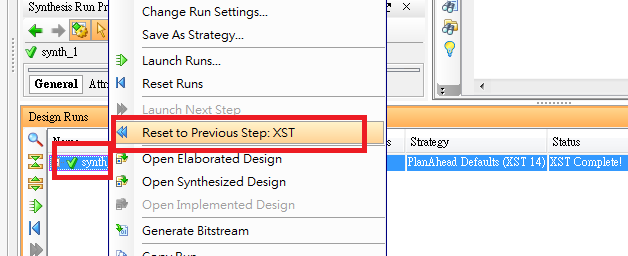 Synthesis Run Pr
synth_1
General
Design Runs
synth
Change Run Settings...
Save As Strategy...
Launch Runs...
Reset Runs
Launch Next Step
Reset to Previous Step: XST
Open Elaborated Design
Open Synthesized Design
Open Implemented Design
Generate Bitstream
Copy Run
Strategy
Status
PlanAhead Defaults (XST 14)
XST Complete!